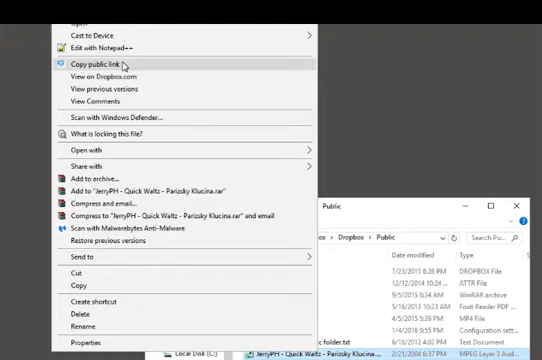 Open
Cast to Device
Edit with Notepad++
Copy public link
View on Dropbox.com
View previous versions
View Comments
Scan with Windows Defender...
What is locking this file?
Open with
Share with
Add to archive...
Add to "JerryPH - Quick Waltz - Parizsky Klucina.rar"
Compress and email...
Compress to "JerryPH - Quick Waltz - Parizsky Klucina.rar" and email
Scan with Malwarebytes Anti-Malware
Restore previous versions
Send to
Cut
Copy
Create shortcut
Delete
Rename
Properties
Public
Dropbox Public
Search Pu...
Date modified
7/23/2015 8:28 PM DROPBOX File
12/12/2014 10:24 ... ATTR File
9/5/2015 8:34 AM WinRAR archive
5/6/2013 10:28 AM Foxit Reader PDF ...
5/5/2015 4:39 PM MP4 File
1/4/2016 9:55 PM Configuration sett...
folder.txt 6/18/2012 4:02 PM Text Document
Local Disk (C:)
JerryPH - Quick Waltz - Parizsky Klucina.... 2/21/2004 6:37 PM MPEG Layer 3 Aud...